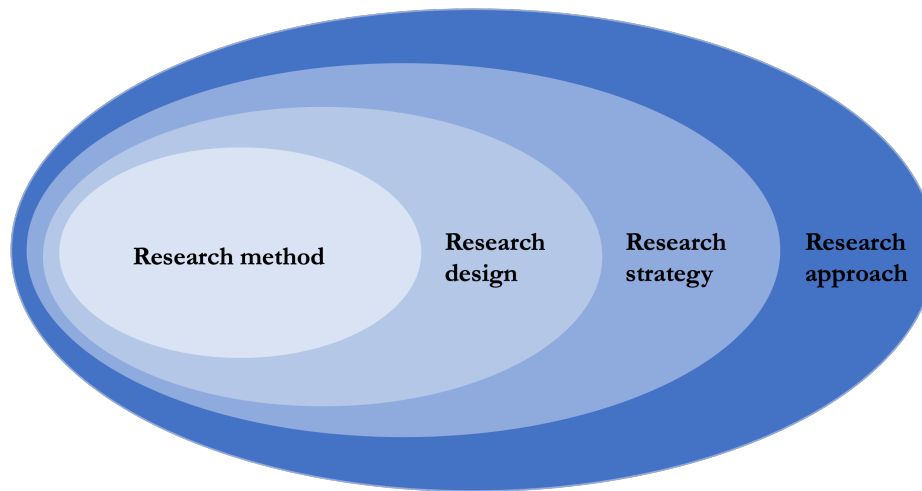 Research method
Research
design
Research
strategy
Research
approach